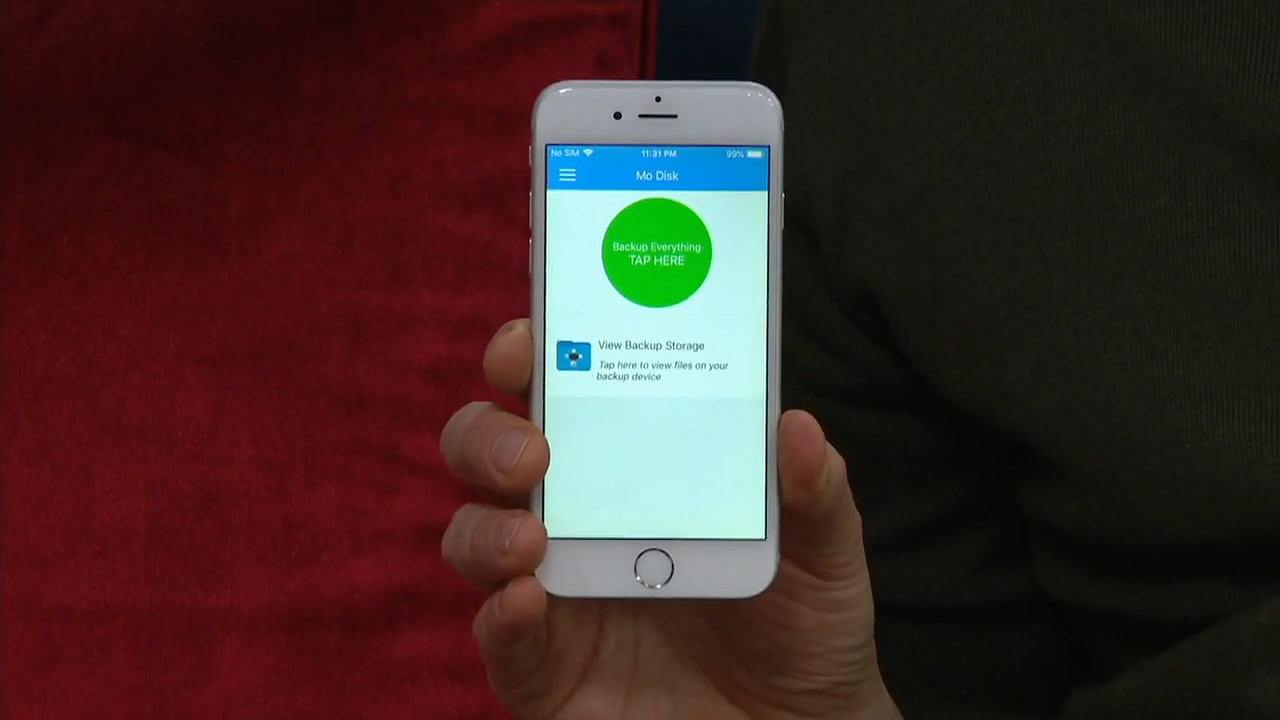 No SIM 11:31 PM 99%
Mo Disk
Backup Everything
TAP HERE
View Backup Storage
Tap here to view files on your
backup device